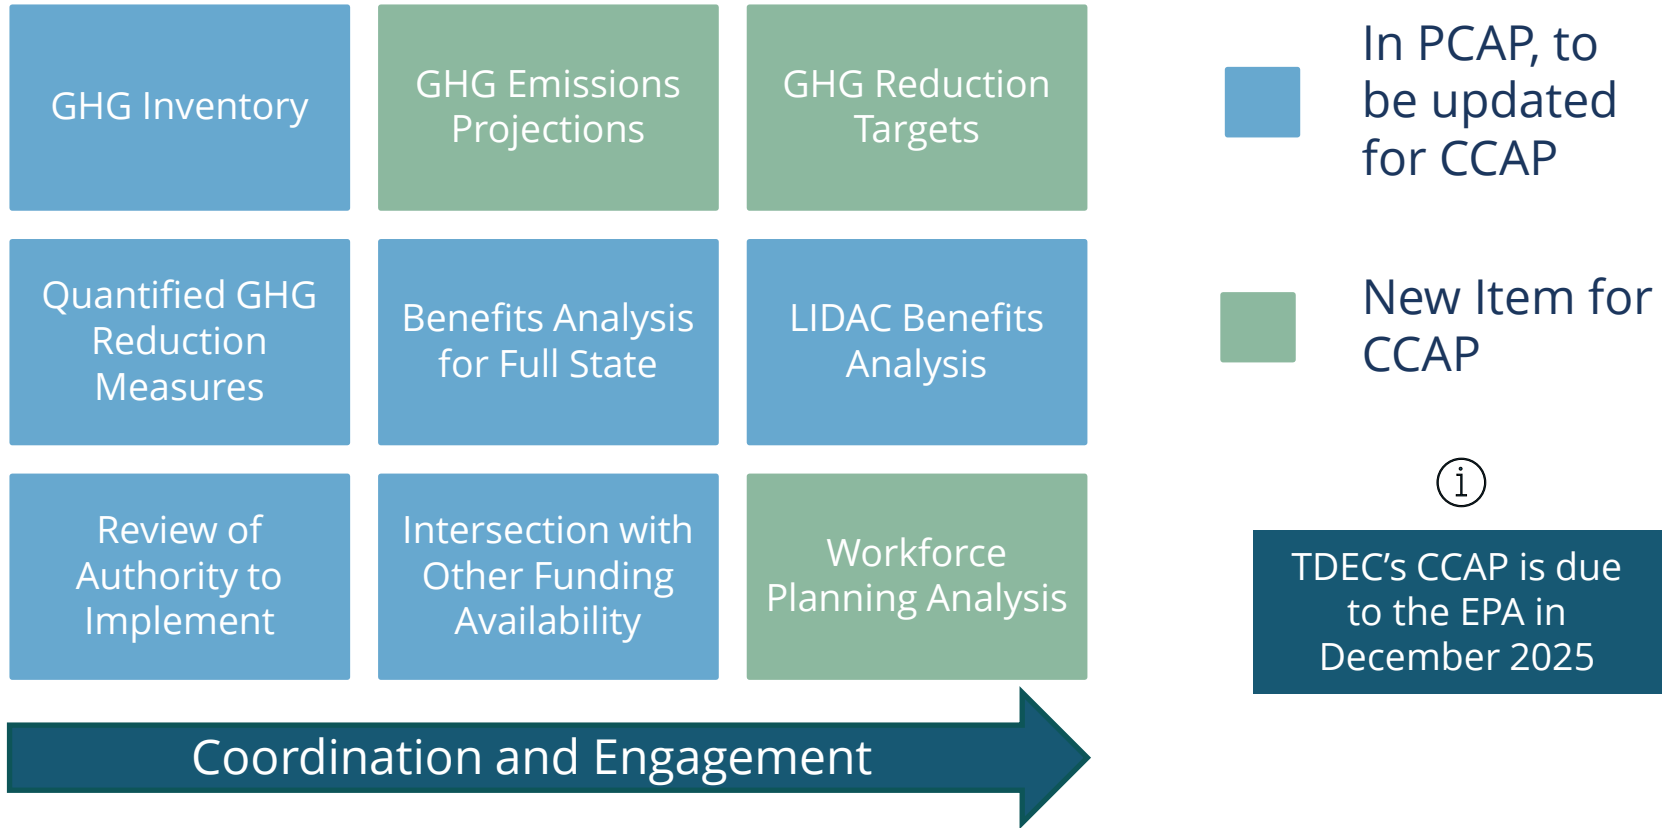 GHG Inventory
GHG Emissions
Projections
GHG Reduction
Targets
Quantified GHG
Reduction
Measures
Benefits Analysis
for Full State
LIDAC Benefits
Analysis
Review of
Authority to
Implement
Intersection with
Other Funding
Availability
Workforce
Planning Analysis
Coordination and Engagement
In PCAP, to
be updated
for CCAP
New Item for
CCAP
i
TDEC’s CCAP is due
to the EPA in
December 2025